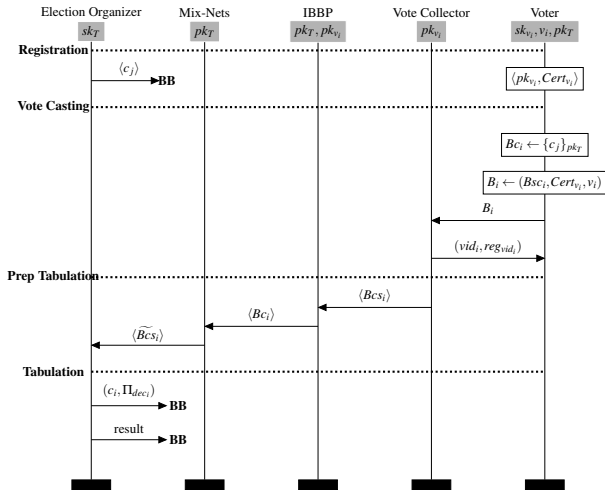 Election Organizer Mix-Nets IBBP Vote Collector Voter
sk_T pk_T pk_T, pk_{v_i} pk_{v_i} sk_{v_i}, v_i, pk_T
Registration
⟨c_j⟩ BB ⟨pk_{v_i}, Cert_{v_i}⟩
Vote Casting
Bc_i ← {c_j}_{pk_T}
B_i ← (Bsc_i, Cert_{v_i}, v_i)
B_i
(vid_i, reg_{vid_i})
Prep Tabulation
⟨Bcs_i⟩
⟨Bc_i⟩
⟨\widetilde{Bcs}_i⟩
Tabulation
(c_i, Π_{dec_i}) BB
result BB